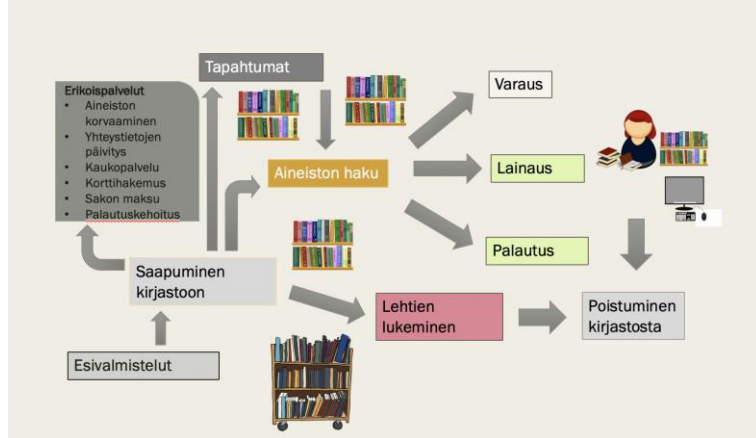 Tapahtumat
Erikoispalvelut
• Aineiston
korvaaminen
• Yhteystietojen
päivitys
• Kaukopalvelu
• Korttihakemus
• Sakon maksu
• Palautuskehoitus
Varaus
Aineiston haku
Lainaus
Palautus
Saapuminen
kirjastoon
Lehtien
lukeminen
Poistuminen
kirjastosta
Esivalmistelut